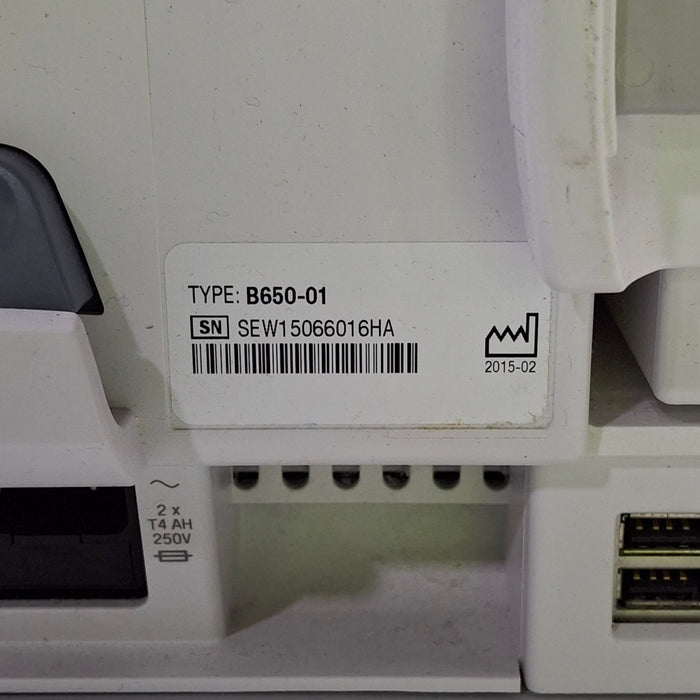 TYPE: B650-01
SN SEW15066016HA
2015-02
2 x
T4 AH
250V